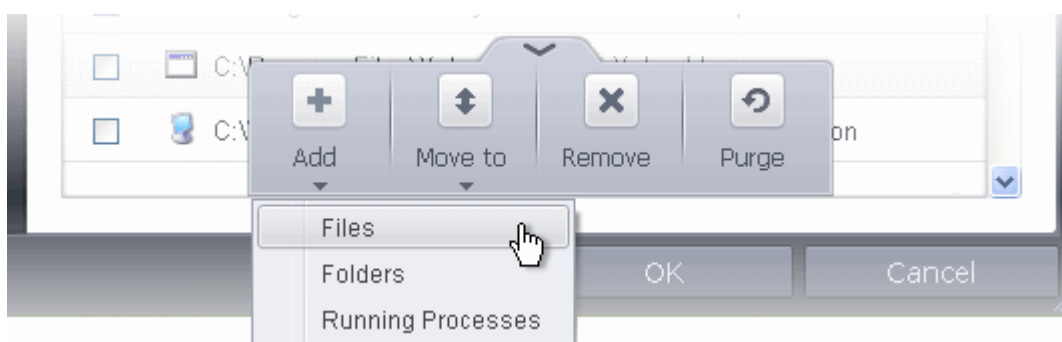 C:\
C:\
on
Add
Move to
Remove
Purge
Files
Folders
Running Processes
OK
Cancel